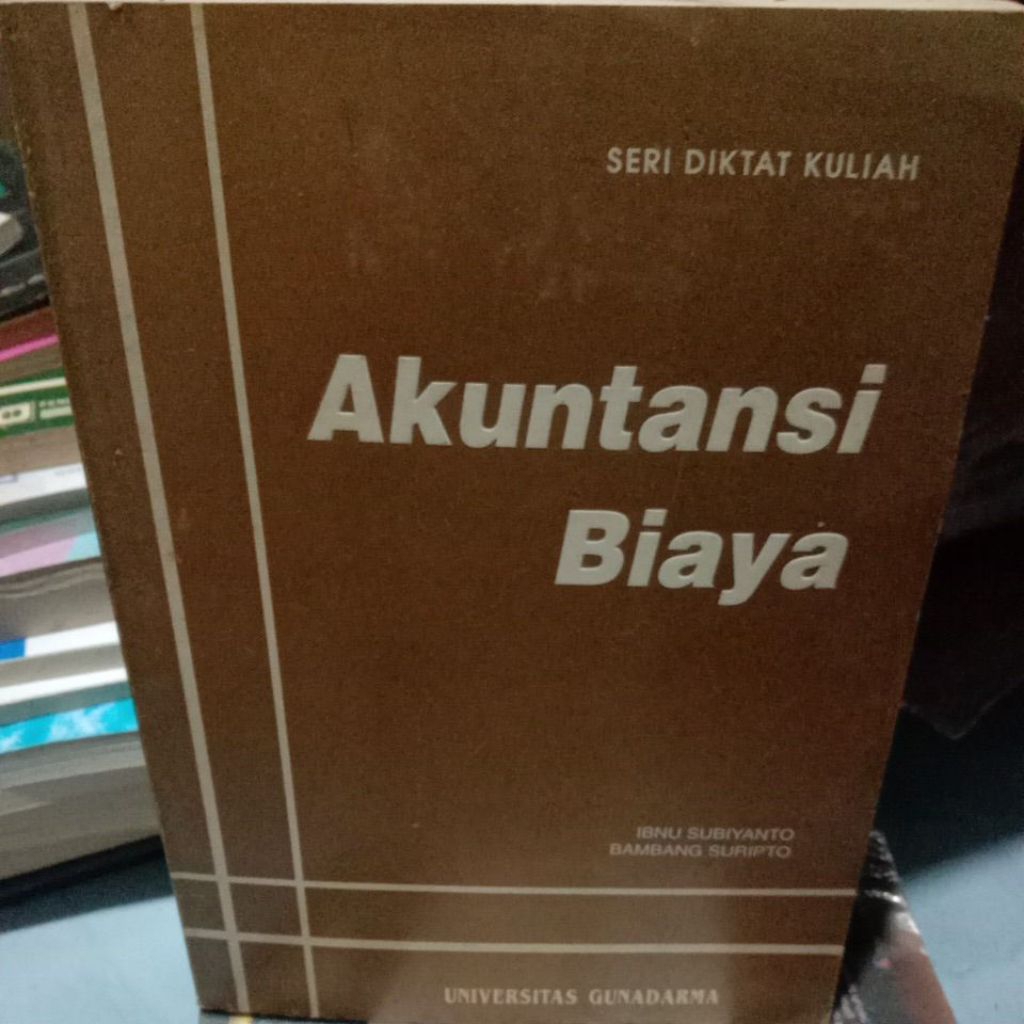 SERI DIKTAT KULIAH
Akuntansi
Biaya
IBNU SUBIYANTO
BAMBANG SURIPTO
UNIVERSITAS GUNADARMA